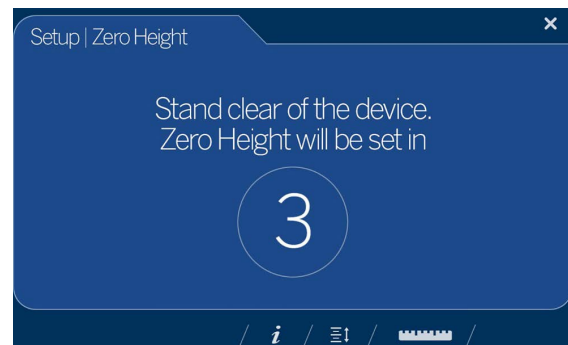 Setup | Zero Height
×
Stand clear of the device.
Zero Height will be set in
3
i